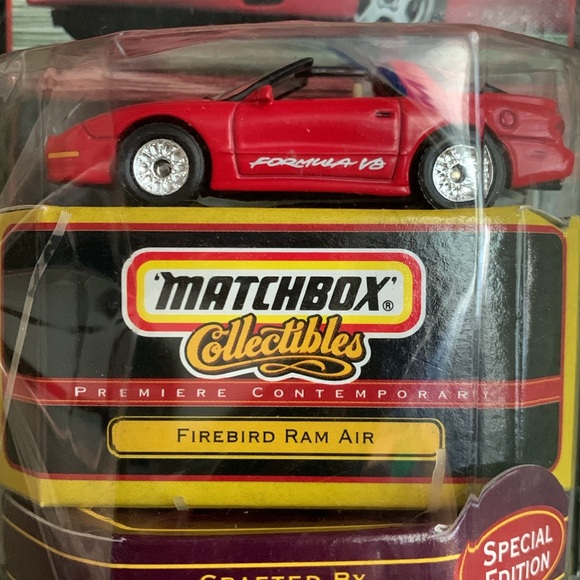 FORMULA V8
'MATCHBOX'®
Collectibles
PREMIERE CONTEMPORARY
FIREBIRD RAM AIR
SPECIAL
EDITION
CRAFTED BY